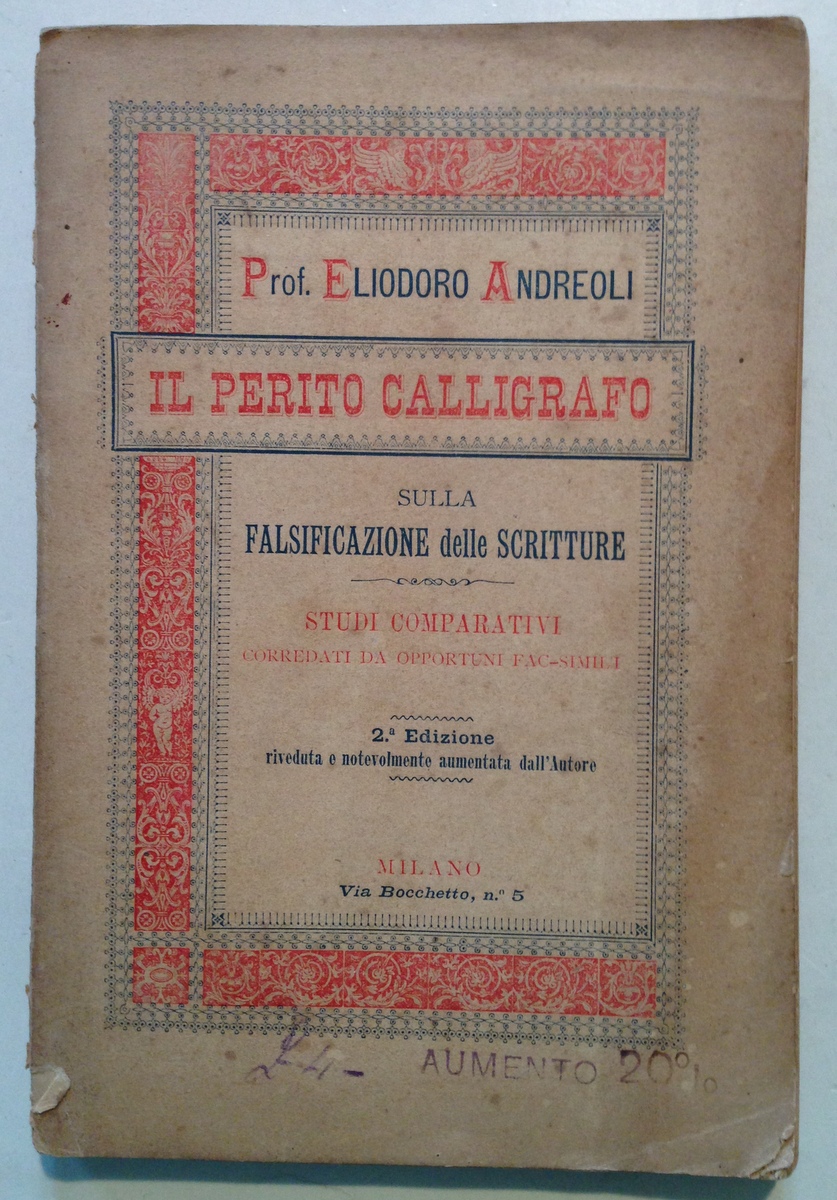 Prof. ELIODORO ANDREOLI
IL PERITO CALLIGRAFO
SULLA
FALSIFICAZIONE delle SCRITTURE
STUDI COMPARATIVI
CORREDATI DA OPPORTUNI FAC-SIMILI
2.ª Edizione
riveduta e notevolmente aumentata dall'Autore
MILANO
Via Bocchetto, n.º 5
£ 4 -
AUMENTO 20%